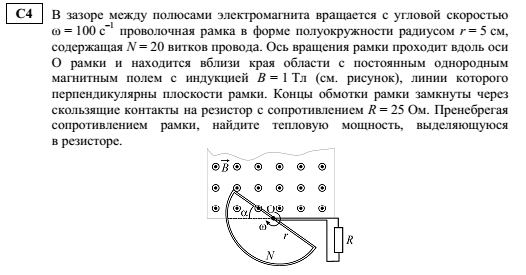 С4
В зазоре между полюсами электромагнита вращается с угловой скоростью
ω = 100 с⁻¹ проволочная рамка в форме полуокружности радиусом r = 5 см,
содержащая N = 20 витков провода. Ось вращения рамки проходит вдоль оси
О рамки и находится вблизи края области с постоянным однородным
магнитным полем с индукцией B = 1 Тл (см. рисунок), линии которого
перпендикулярны плоскости рамки. Концы обмотки рамки замкнуты через
скользящие контакты на резистор с сопротивлением R = 25 Ом. Пренебрегая
сопротивлением рамки, найдите тепловую мощность, выделяющуюся
в резисторе.
B
α O
ω r R
N